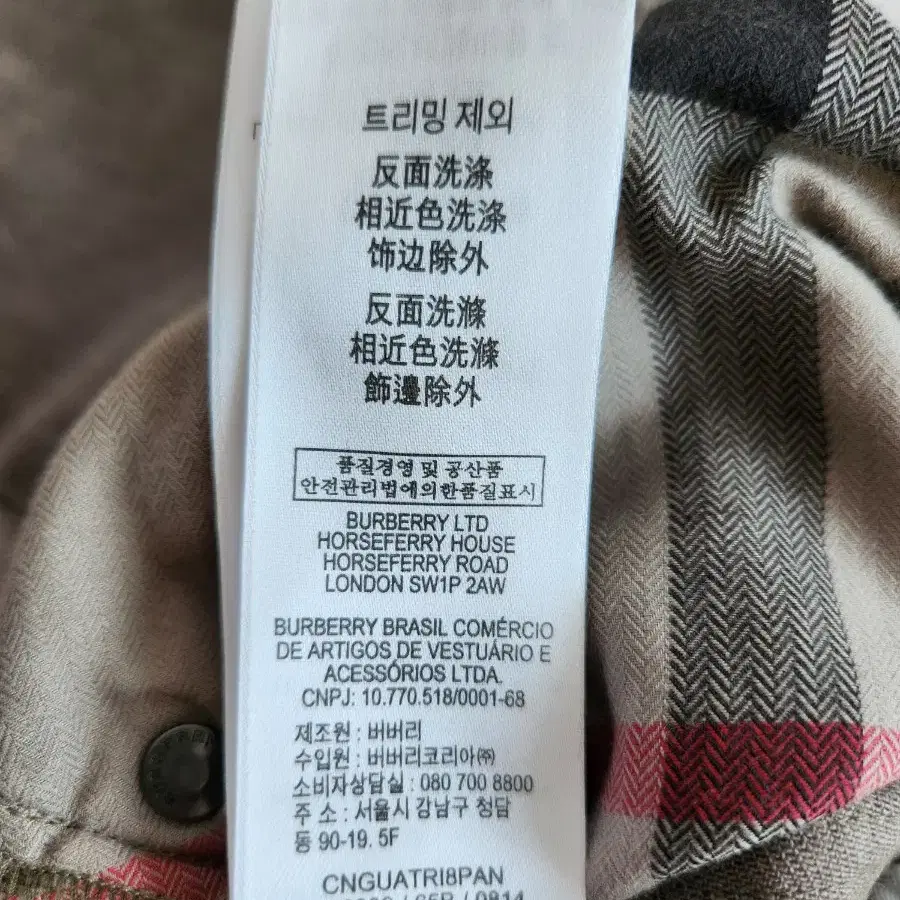 트리밍 제외
反面洗涤
相近色洗涤
饰边除外
反面洗滌
相近色洗滌
飾邊除外
품질경영 및 공산품
안전관리법에의한품질표시
BURBERRY LTD
HORSEFERRY HOUSE
HORSEFERRY ROAD
LONDON SW1P 2AW
BURBERRY BRASIL COMÉRCIO
DE ARTIGOS DE VESTUÁRIO E
ACESSÓRIOS LTDA.
CNPJ: 10.770.518/0001-68
제조원 : 버버리
수입원 : 버버리코리아㈜
소비자상담실 : 080 700 8800
주 소 : 서울시 강남구 청담
동 90-19. 5F
CNGUATRI8PAN